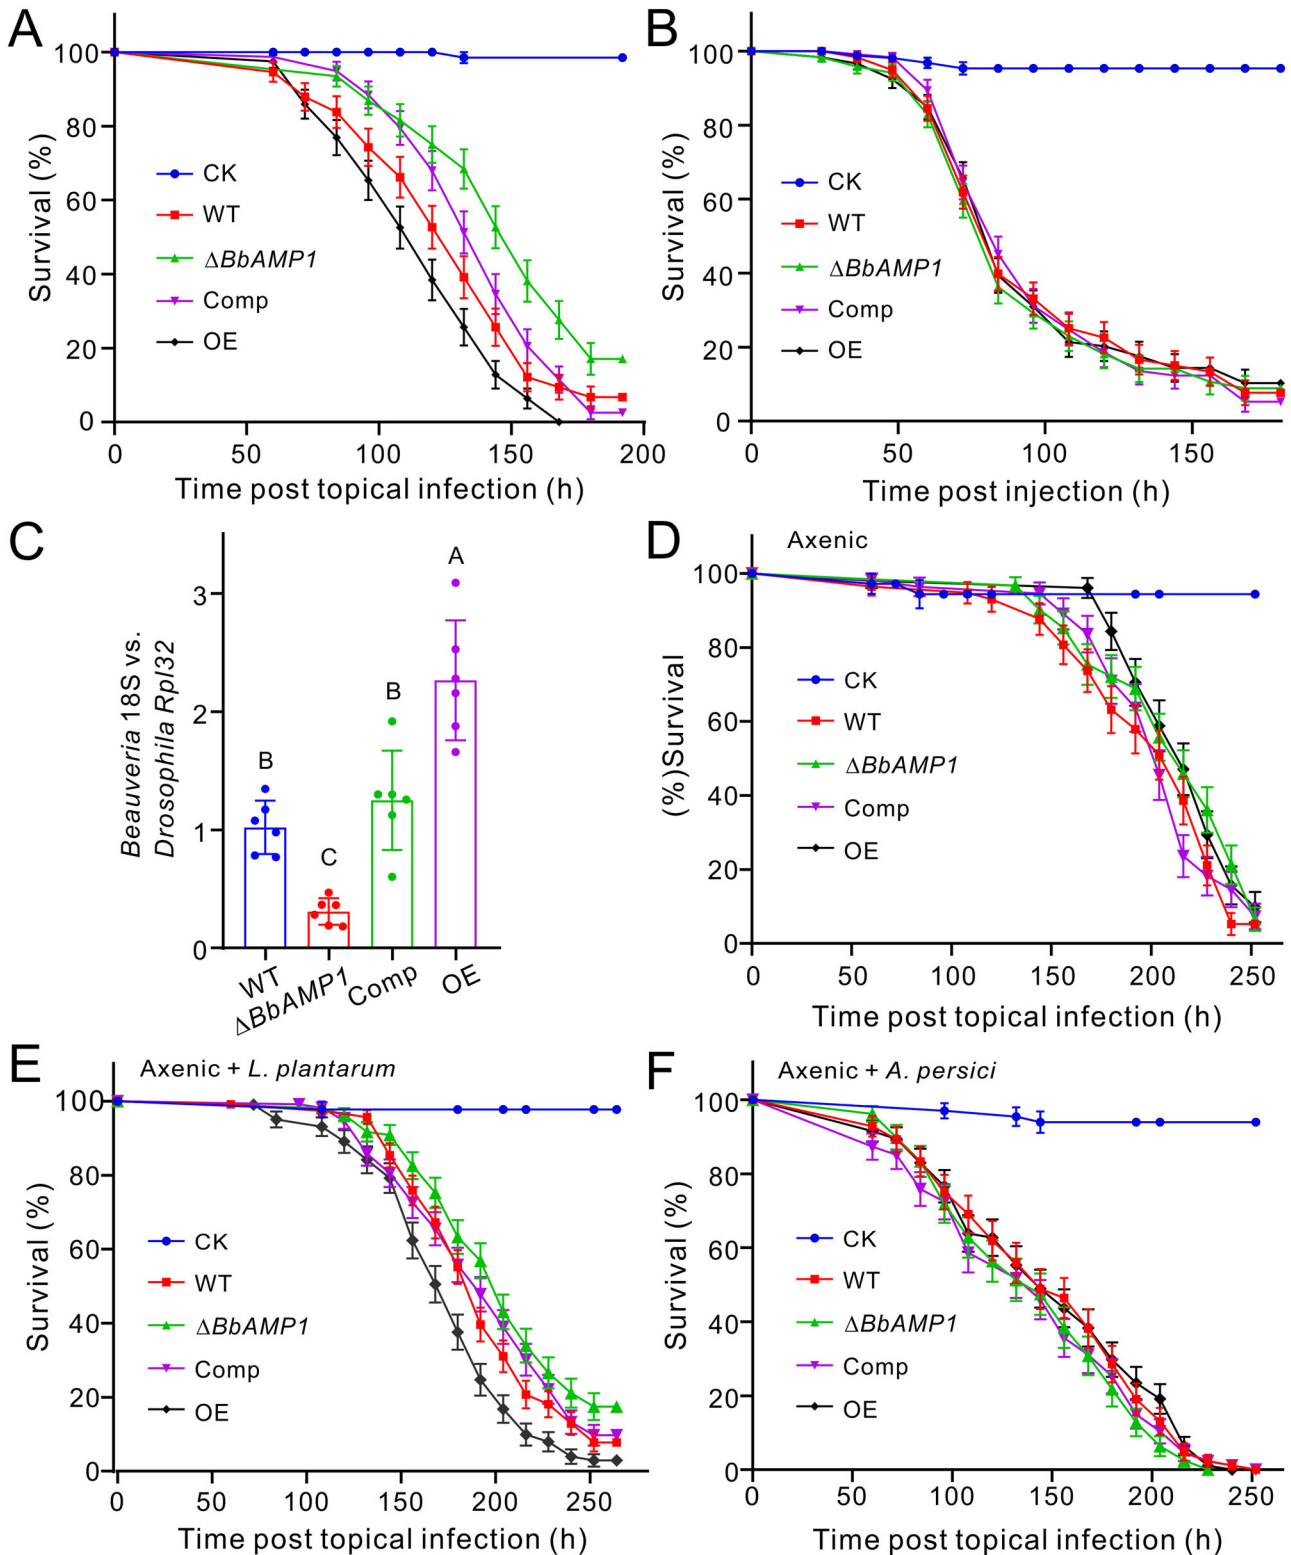 A
100
80
60
40
20
0
Survival (%)
CK
WT
ΔBbAMP1
Comp
OE
0 50 100 150 200
Time post topical infection (h)
B
100
80
60
40
20
0
Survival (%)
CK
WT
ΔBbAMP1
Comp
OE
0 50 100 150
Time post injection (h)
C
3
2
1
0
Beauveria 18S vs.
Drosophila Rpl32
B
C
B
A
WT
ΔBbAMP1
Comp
OE
D
Axenic
100
80
60
40
20
0
(%)Survival
CK
WT
ΔBbAMP1
Comp
OE
0 50 100 150 200 250
Time post topical infection (h)
E
Axenic + L. plantarum
100
80
60
40
20
0
Survival (%)
CK
WT
ΔBbAMP1
Comp
OE
0 50 100 150 200 250
Time post topical infection (h)
F
Axenic + A. persici
100
80
60
40
20
0
Survival (%)
CK
WT
ΔBbAMP1
Comp
OE
0 50 100 150 200 250
Time post topical infection (h)